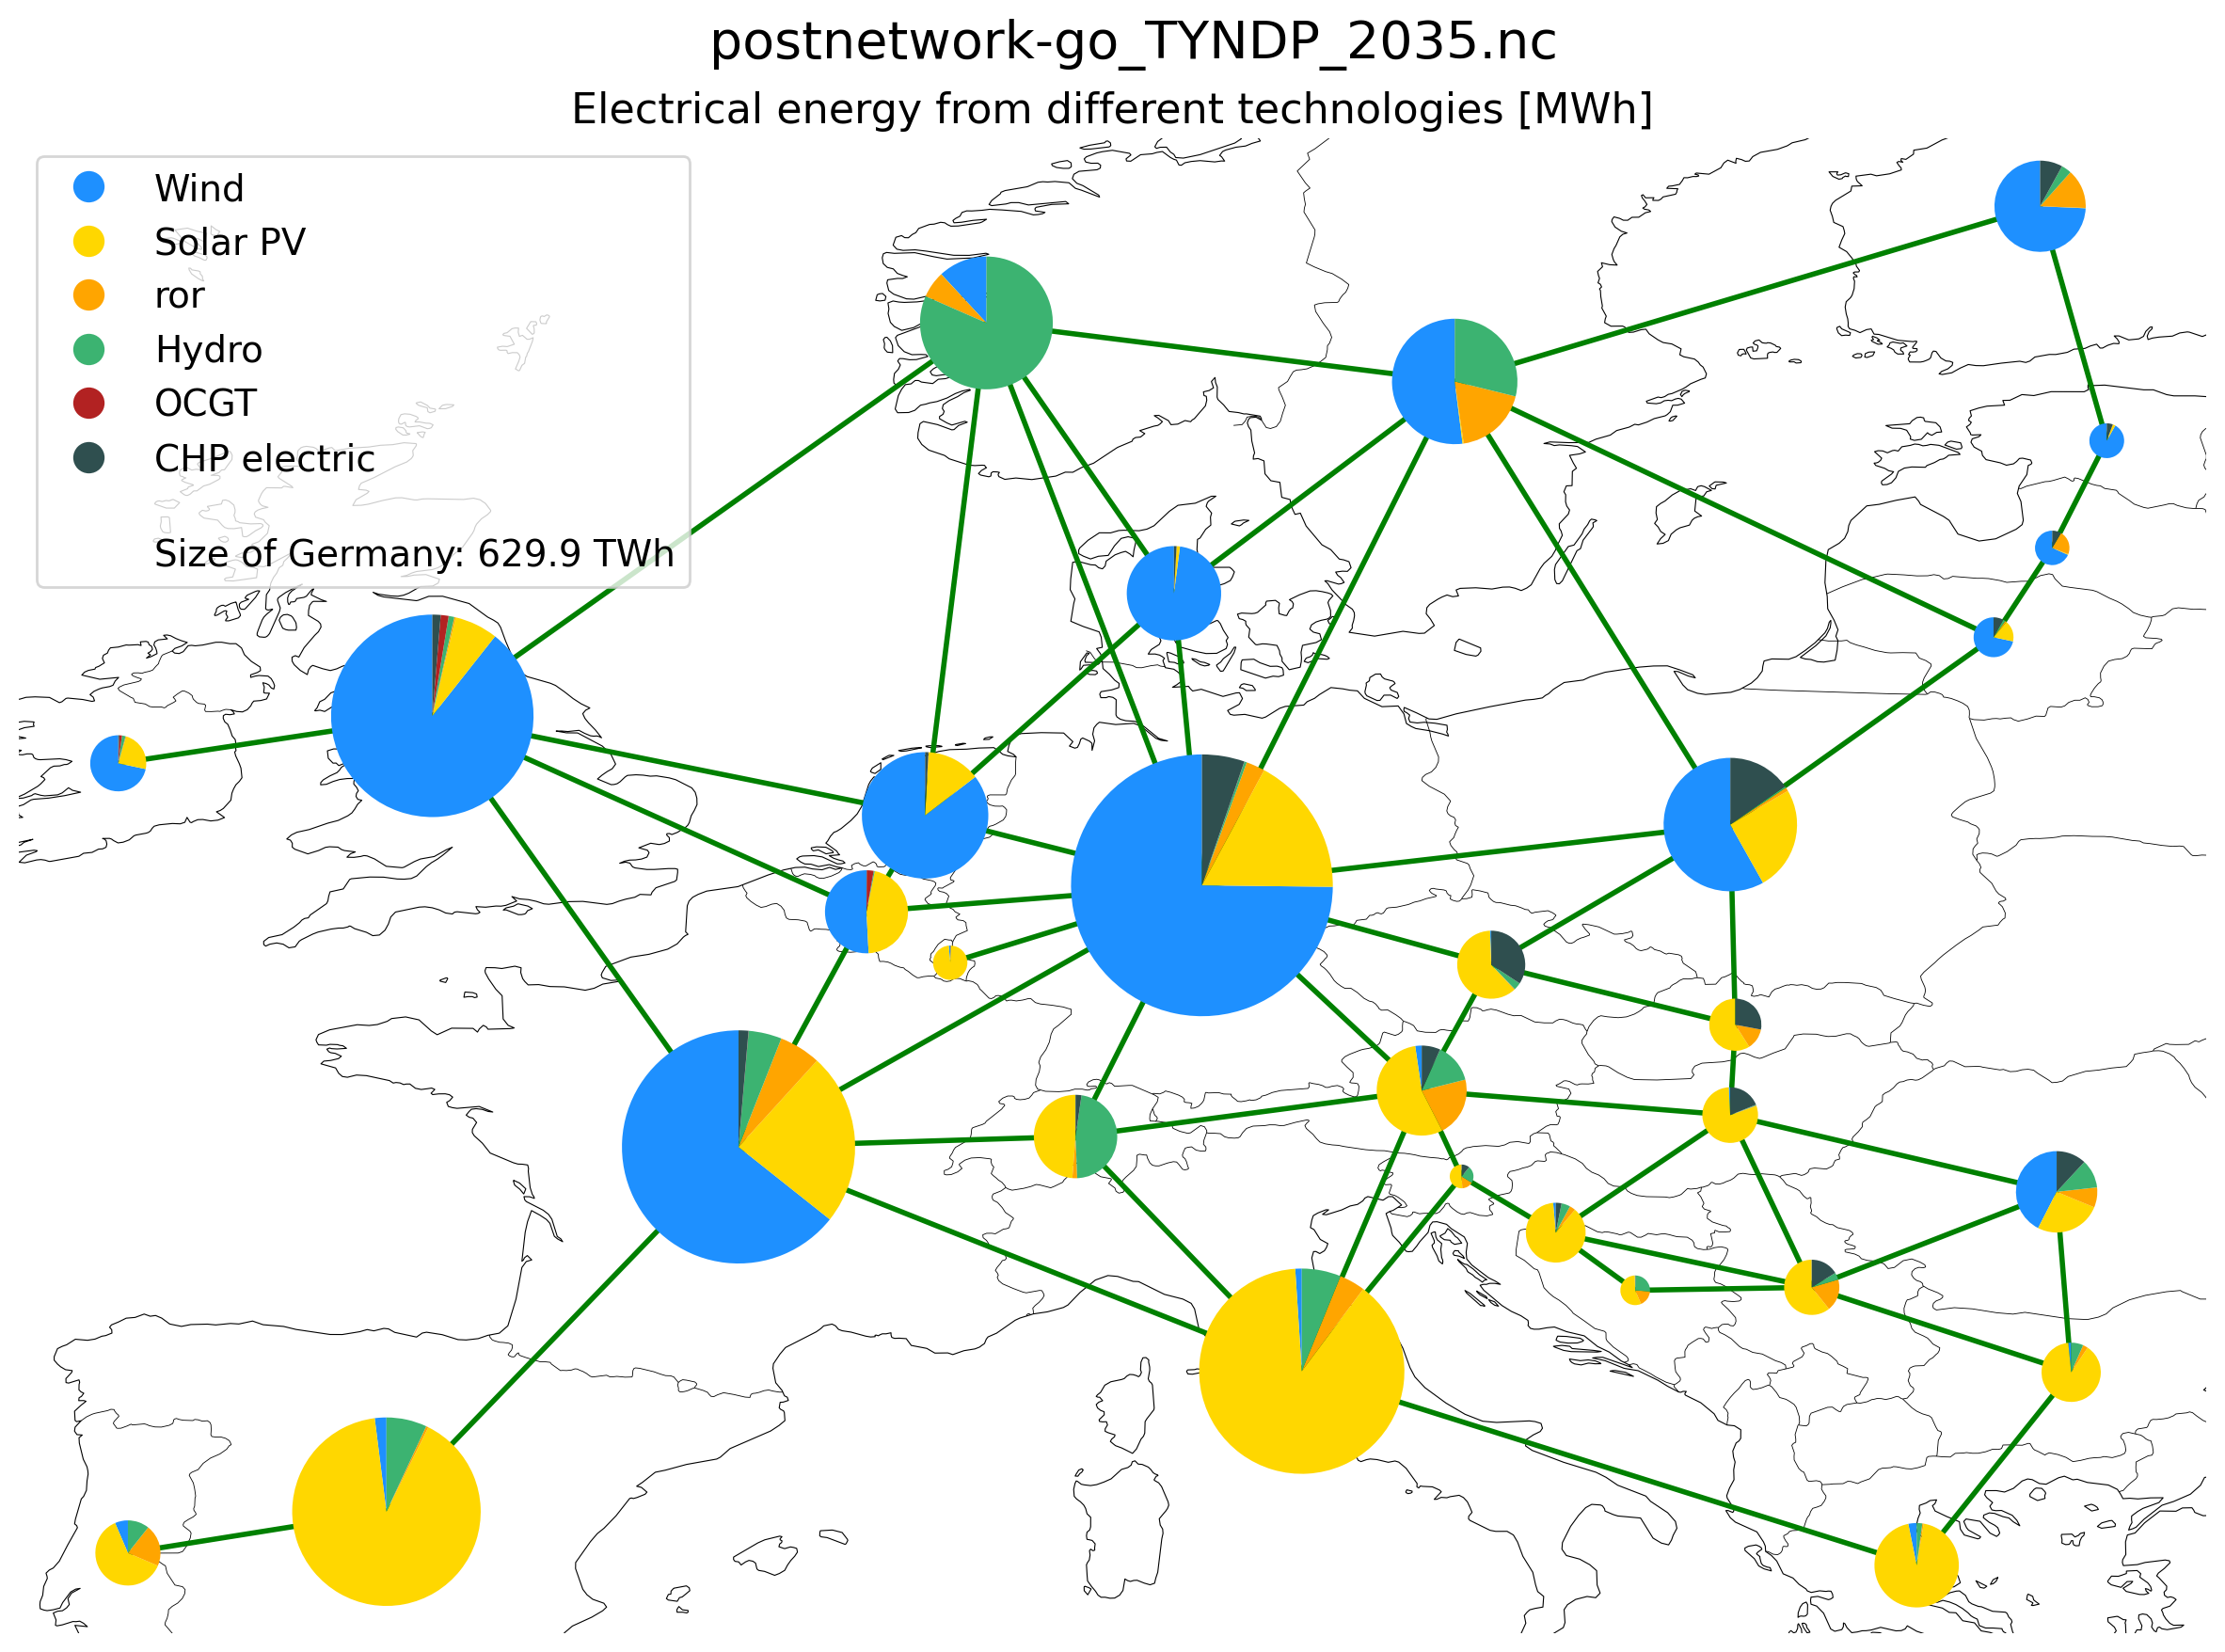 postnetwork-go_TYNDP_2035.nc
Electrical energy from different technologies [MWh]
Wind
Solar PV
ror
Hydro
OCGT
CHP electric
Size of Germany: 629.9 TWh